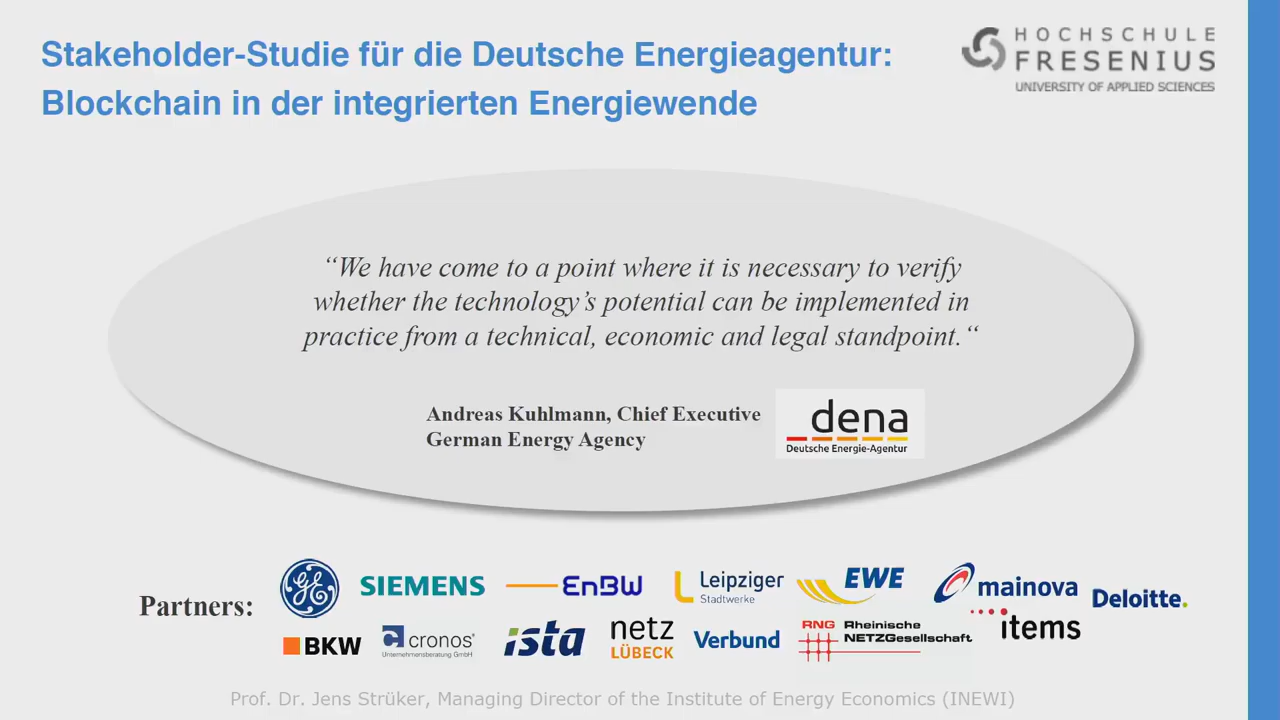 Stakeholder-Studie für die Deutsche Energieagentur:
Blockchain in der integrierten Energiewende
HOCHSCHULE
FRESENIUS
UNIVERSITY OF APPLIED SCIENCES
“We have come to a point where it is necessary to verify
whether the technology’s potential can be implemented in
practice from a technical, economic and legal standpoint.“
Andreas Kuhlmann, Chief Executive
German Energy Agency
dena
Deutsche Energie-Agentur
Partners:
GE
SIEMENS
EnBW
Leipziger
Stadtwerke
EWE
mainova
Deloitte.
BKW
cronos
Unternehmensberatung GmbH
ista
netz
LÜBECK
Verbund
RNG Rheinische
NETZGesellschaft
items
Prof. Dr. Jens Strüker, Managing Director of the Institute of Energy Economics (INEWI)